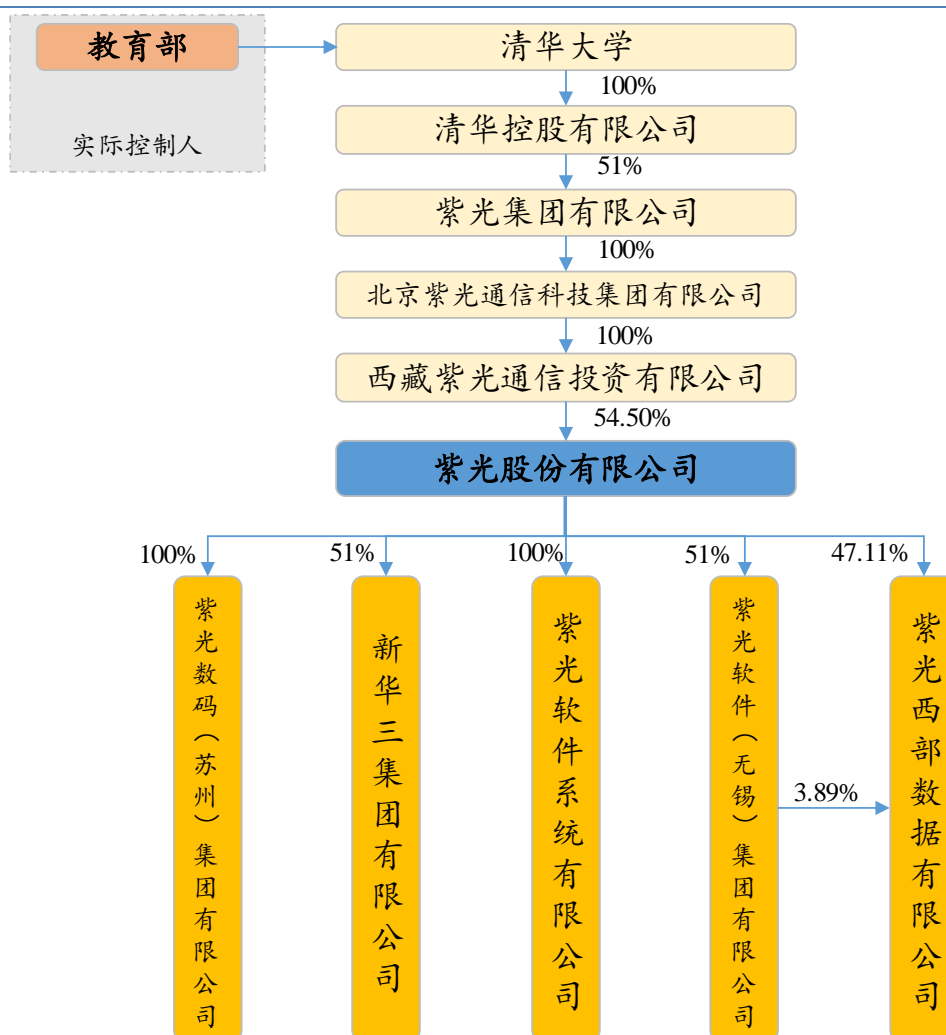 教育部
实际控制人
清华大学
100%
清华控股有限公司
51%
紫光集团有限公司
100%
北京紫光通信科技集团有限公司
100%
西藏紫光通信投资有限公司
54.50%
紫光股份有限公司
100%
51%
100%
51%
47.11%
紫光数码（苏州）集团有限公司
新华三集团有限公司
紫光软件系统有限公司
紫光软件（无锡）集团有限公司
3.89%
紫光西部数据有限公司